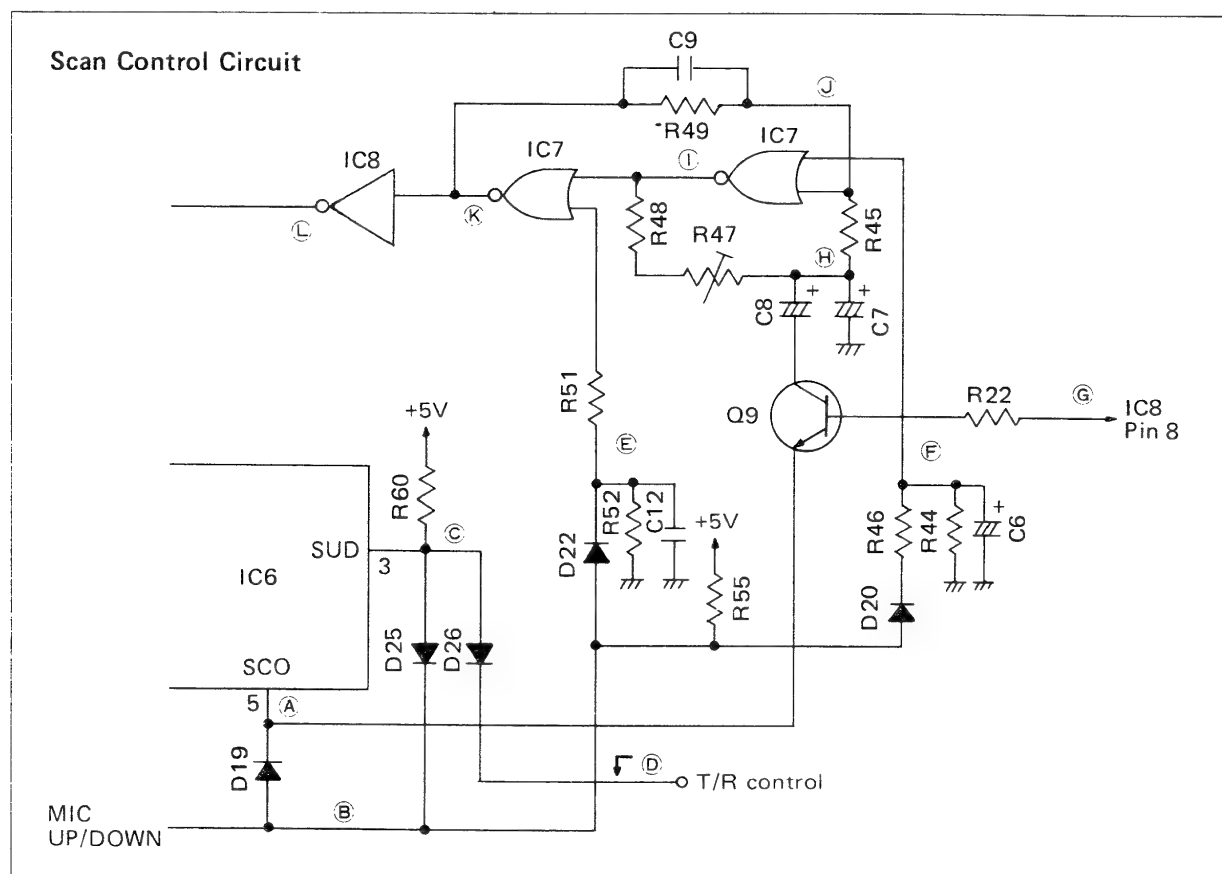 Scan Control Circuit
C9
J
R49
IC8
IC7
I
IC7
L
K
R48
R47
R45
H
C8
C7
R51
Q9
R22
G
IC8
Pin 8
+5V
E
F
R60
R52
C12
+5V
R46
R44
C6
C
SUD
3
IC6
D22
R55
D20
D25
D26
SCO
5
A
D19
D
T/R control
MIC
UP/DOWN
B